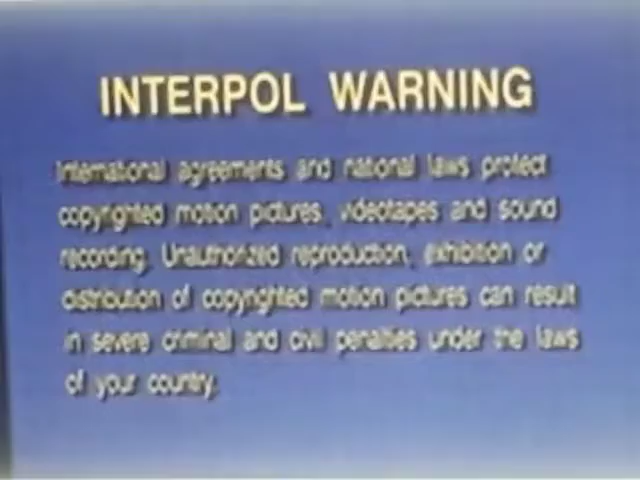 INTERPOL WARNING
International agreements and national laws protect
copyrighted motion pictures, videotapes and sound
recording. Unauthorized reproduction, exhibition or
distribution of copyrighted motion pictures can result
in severe criminal and civil penalties under the laws
of your country.